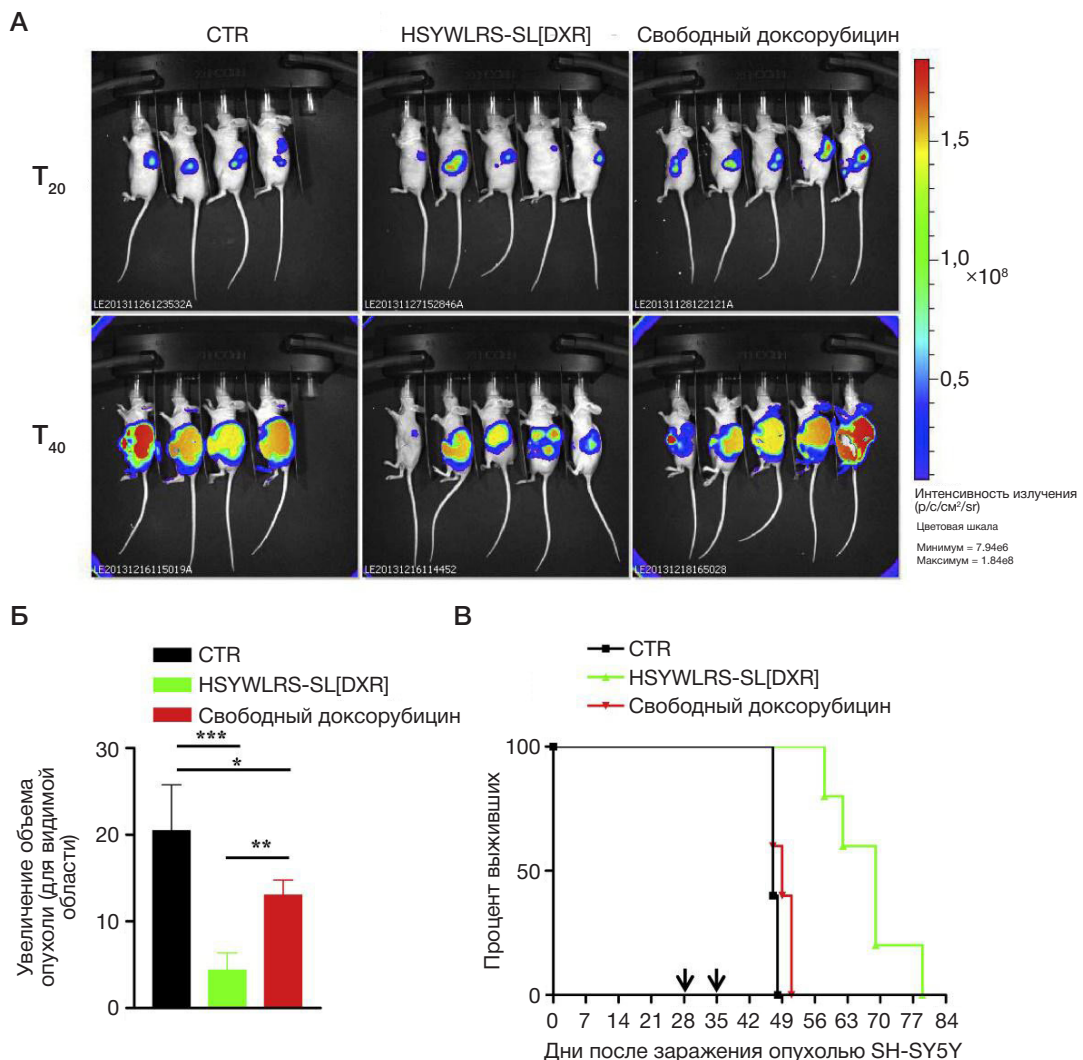 А
CTR
HSYWLRS-SL[DXR]
Свободный доксорубицин
T20
LE20131126123532A
LE20131127152846A
LE20131128122121A
1,5
1,0
×10⁸
0,5
T40
LE20131216115019A
LE20131216114452
LE20131218165028
Интенсивность излучения
(p/c/см²/sr)
Цветовая шкала
Минимум = 7.94e6
Максимум = 1.84e8
Б
CTR
HSYWLRS-SL[DXR]
Свободный доксорубицин
Увеличение объема
опухоли (для видимой
области)
30
20
10
0
***
*
**
В
CTR
HSYWLRS-SL[DXR]
Свободный доксорубицин
Процент выживших
100
50
0
0 7 14 21 28 35 42 49 56 63 70 77 84
Дни после заражения опухолью SH-SY5Y